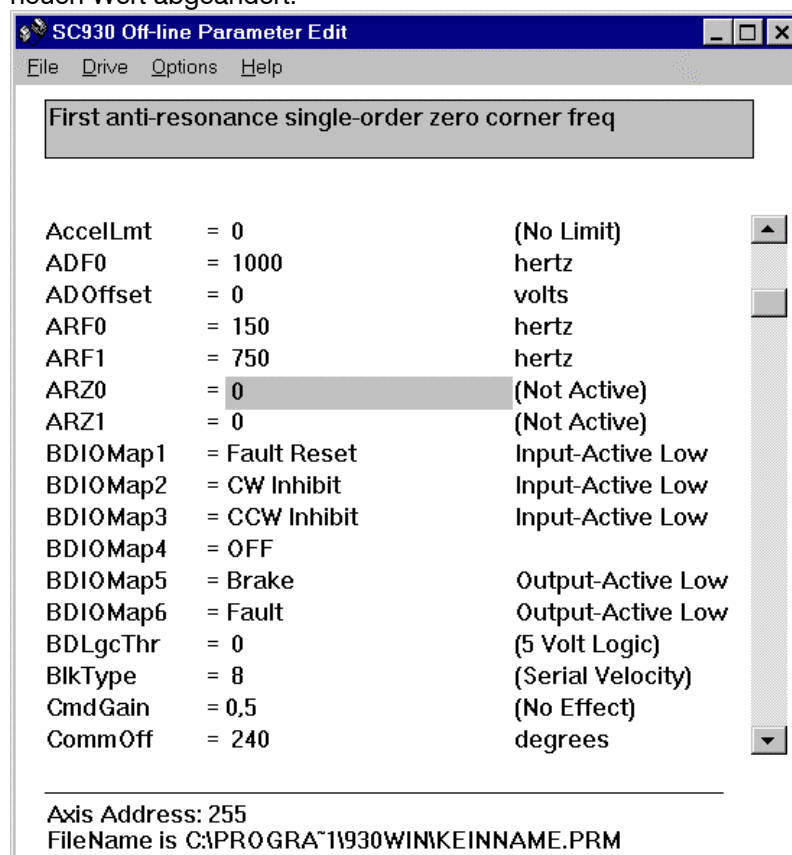 neuen Wert abgeändert.
SC930 Off-line Parameter Edit
File Drive Options Help
First anti-resonance single-order zero corner freq
AccelLmt = 0 (No Limit)
ADF0 = 1000 hertz
ADOffset = 0 volts
ARF0 = 150 hertz
ARF1 = 750 hertz
ARZ0 = 0 (Not Active)
ARZ1 = 0 (Not Active)
BDIOMap1 = Fault Reset Input-Active Low
BDIOMap2 = CW Inhibit Input-Active Low
BDIOMap3 = CCW Inhibit Input-Active Low
BDIOMap4 = OFF
BDIOMap5 = Brake Output-Active Low
BDIOMap6 = Fault Output-Active Low
BDLgcThr = 0 (5 Volt Logic)
BlkType = 8 (Serial Velocity)
CmdGain = 0,5 (No Effect)
CommOff = 240 degrees
Axis Address: 255
FileName is C:\PROGRA~1\930WIN\KEINNAME.PRM